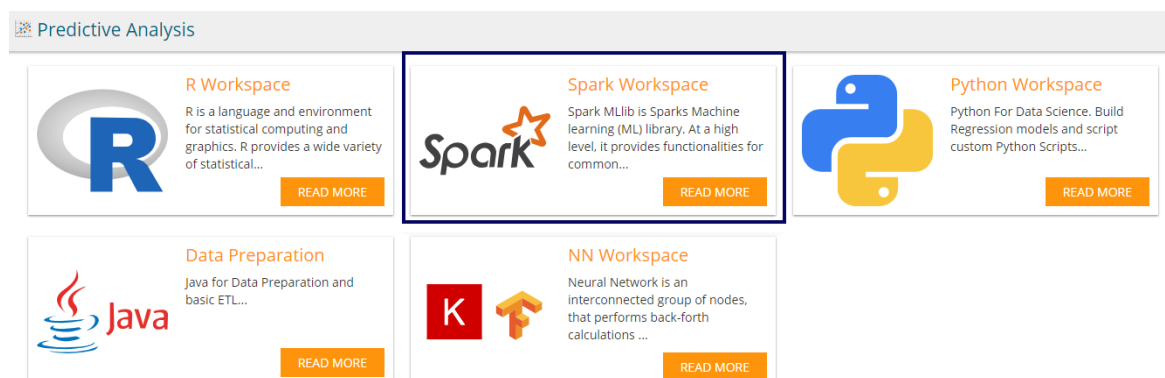 Predictive Analysis
R Workspace
R is a language and environment
for statistical computing and
graphics. R provides a wide variety
of statistical...
READ MORE
R
Spark Workspace
Spark MLlib is Sparks Machine
learning (ML) library. At a high
level, it provides functionalities for
common...
READ MORE
Spark
Python Workspace
Python For Data Science. Build
Regression models and script
custom Python Scripts...
READ MORE
Data Preparation
Java for Data Preparation and
basic ETL...
READ MORE
Java
NN Workspace
Neural Network is an
interconnected group of nodes,
that performs back-forth
calculations ...
READ MORE
K